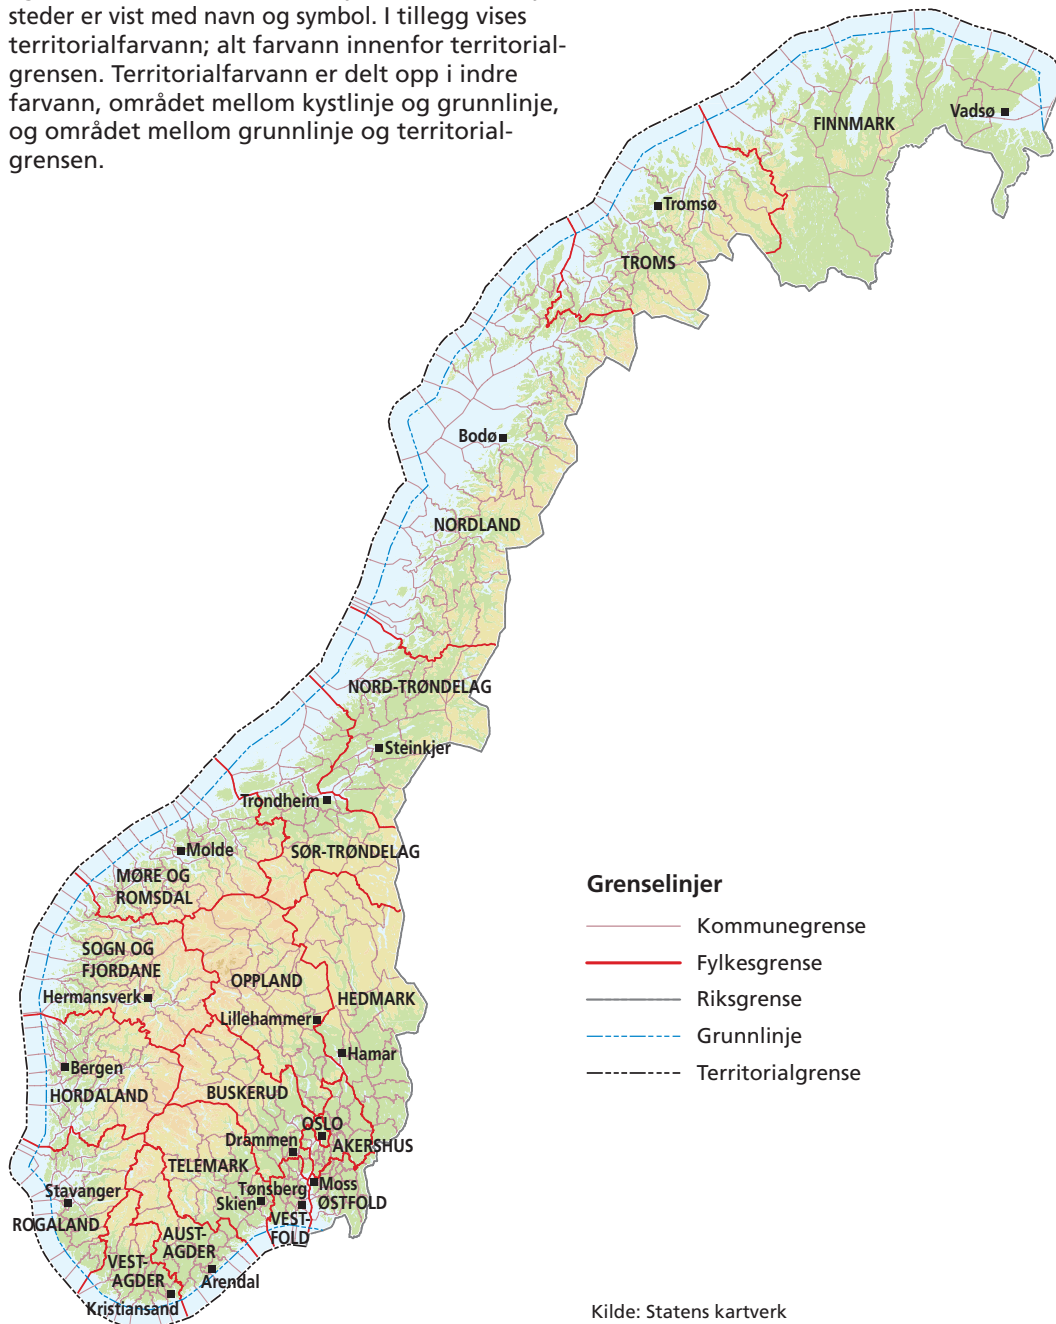 steder er vist med navn og symbol. I tillegg vises
territorialfarvann; alt farvann innenfor territorial-
grensen. Territorialfarvann er delt opp i indre
farvann, området mellom kystlinje og grunnlinje,
og området mellom grunnlinje og territorial-
grensen.
Vadsø
FINNMARK
Tromsø
TROMS
Bodø
NORDLAND
NORD-TRØNDELAG
Steinkjer
Trondheim
Molde
SØR-TRØNDELAG
MØRE OG
ROMSDAL
SOGN OG
FJORDANE
OPPLAND
Hermansverk
HEDMARK
Lillehammer
Hamar
Bergen
HORDALAND
BUSKERUD
OSLO
Drammen
AKERSHUS
TELEMARK
Moss
Tønsberg
Stavanger
Skien
ØSTFOLD
ROGALAND
VEST-
FOLD
AUST-
AGDER
VEST-
AGDER
Arendal
Kristiansand
Grenselinjer
Kommunegrense
Fylkesgrense
Riksgrense
Grunnlinje
Territorialgrense
Kilde: Statens kartverk